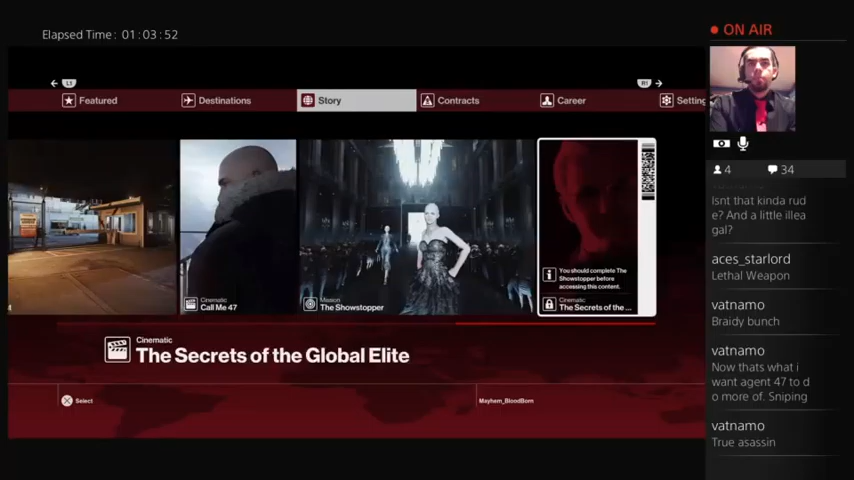 Elapsed Time: 01:03:52
ON AIR
L1
R1
Featured
Destinations
Story
Contracts
Career
Setting
4
34
Isnt that kinda rud
e? And a little illea
gal?
aces_starlord
Lethal Weapon
vatnamo
Braidy bunch
vatnamo
Now thats what i
want agent 47 to d
o more of. Sniping
vatnamo
True asassin
Cinematic
Call Me 47
Mission
The Showstopper
You should complete The
Showstopper before
accessing this content.
Cinematic
The Secrets of the ...
Cinematic
The Secrets of the Global Elite
Select
Mayhem_BloodBorn